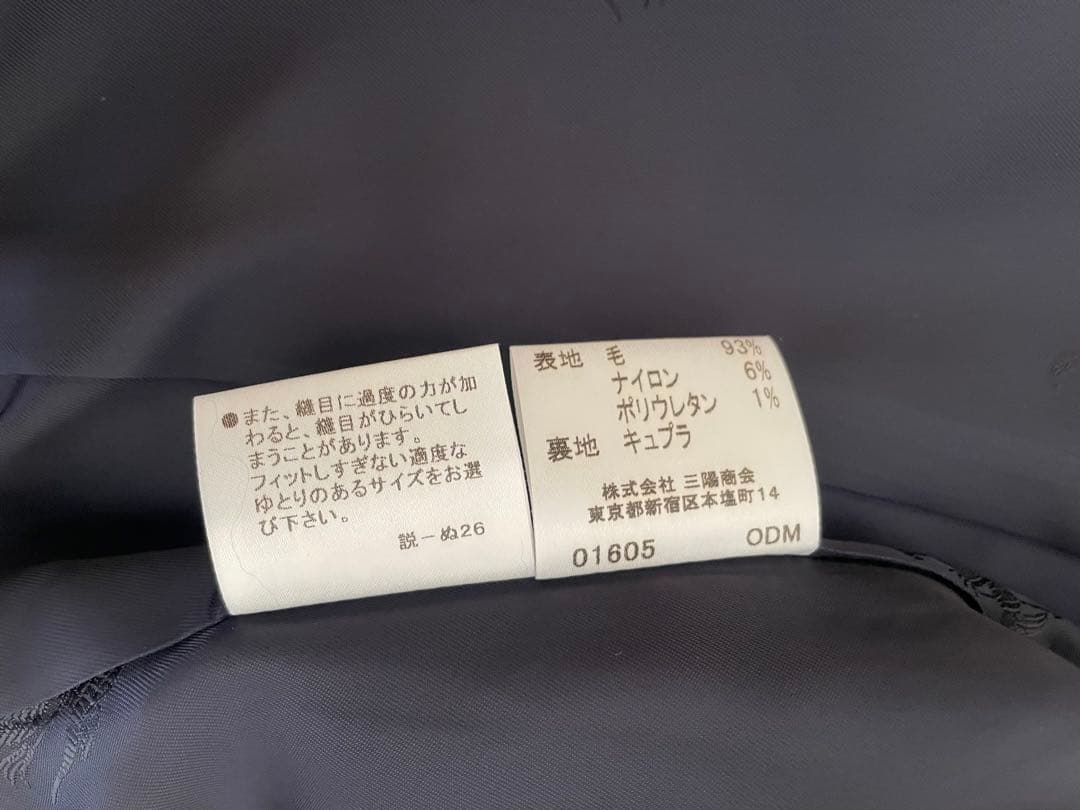 また、縫目に過度の力が加
わると、縫目がひらいてし
まうことがあります。
フィットしすぎない適度な
ゆとりのあるサイズをお選
び下さい。
説－ぬ26
表地 毛 93%
ナイロン 6%
ポリウレタン 1%
裏地 キュプラ
株式会社 三陽商会
東京都新宿区本塩町14
01605 ODM